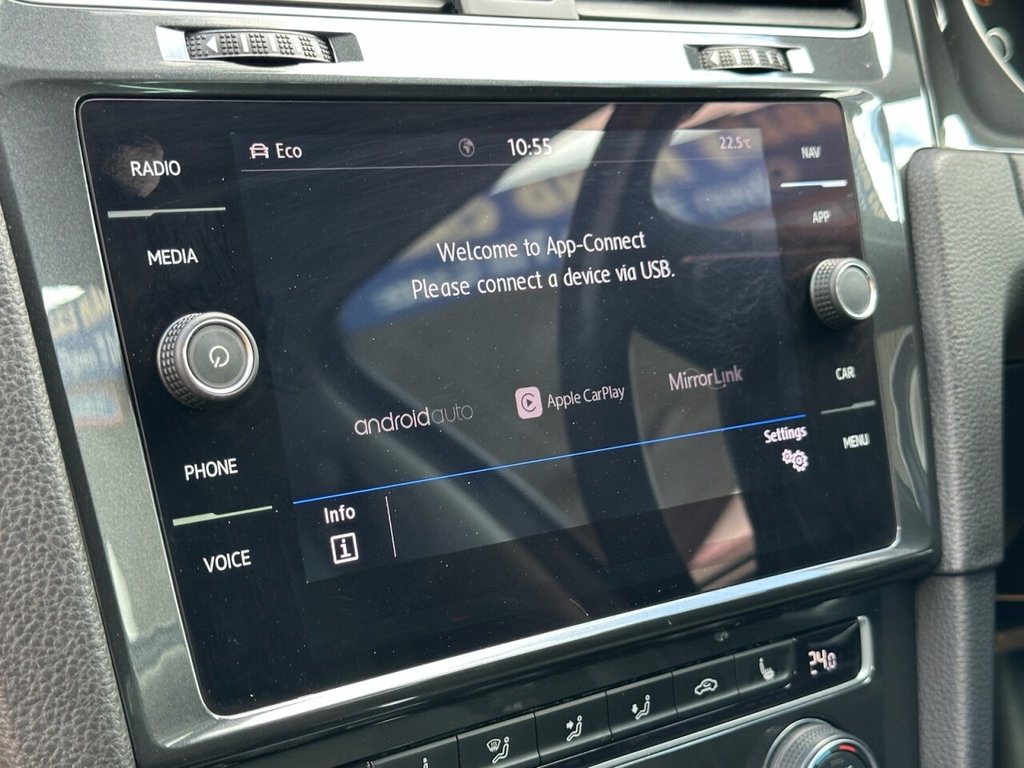 RADIO
MEDIA
PHONE
VOICE
Eco
10:55
22.5°C
Welcome to App-Connect
Please connect a device via USB.
androidauto
Apple CarPlay
MirrorLink
Settings
Info
i
NAV
APP
CAR
MENU
24.0